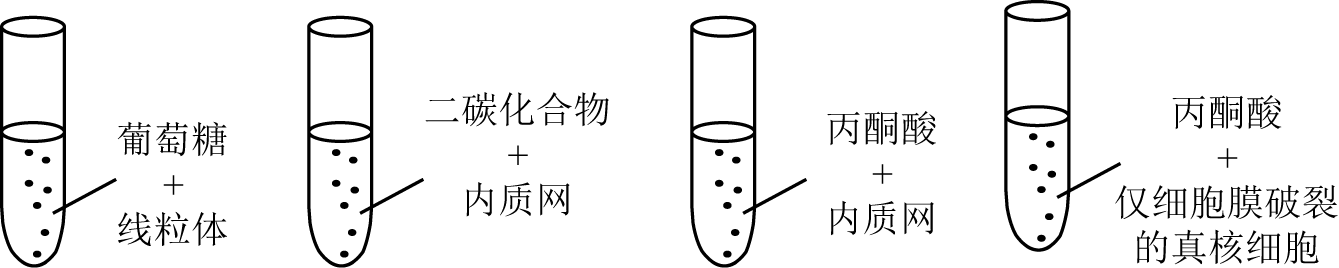 葡萄糖
+
线粒体
二碳化合物
+
内质网
丙酮酸
+
内质网
丙酮酸
+
仅细胞膜破裂
的真核细胞